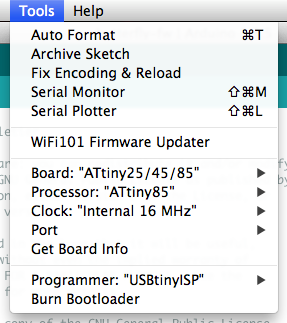 Tools Help
Auto Format ⌘T
Archive Sketch
Fix Encoding & Reload
Serial Monitor ⇧⌘M
Serial Plotter ⇧⌘L
WiFi101 Firmware Updater
Board: "ATtiny25/45/85"
Processor: "ATtiny85"
Clock: "Internal 16 MHz"
Port
Get Board Info
Programmer: "USBtinyISP"
Burn Bootloader